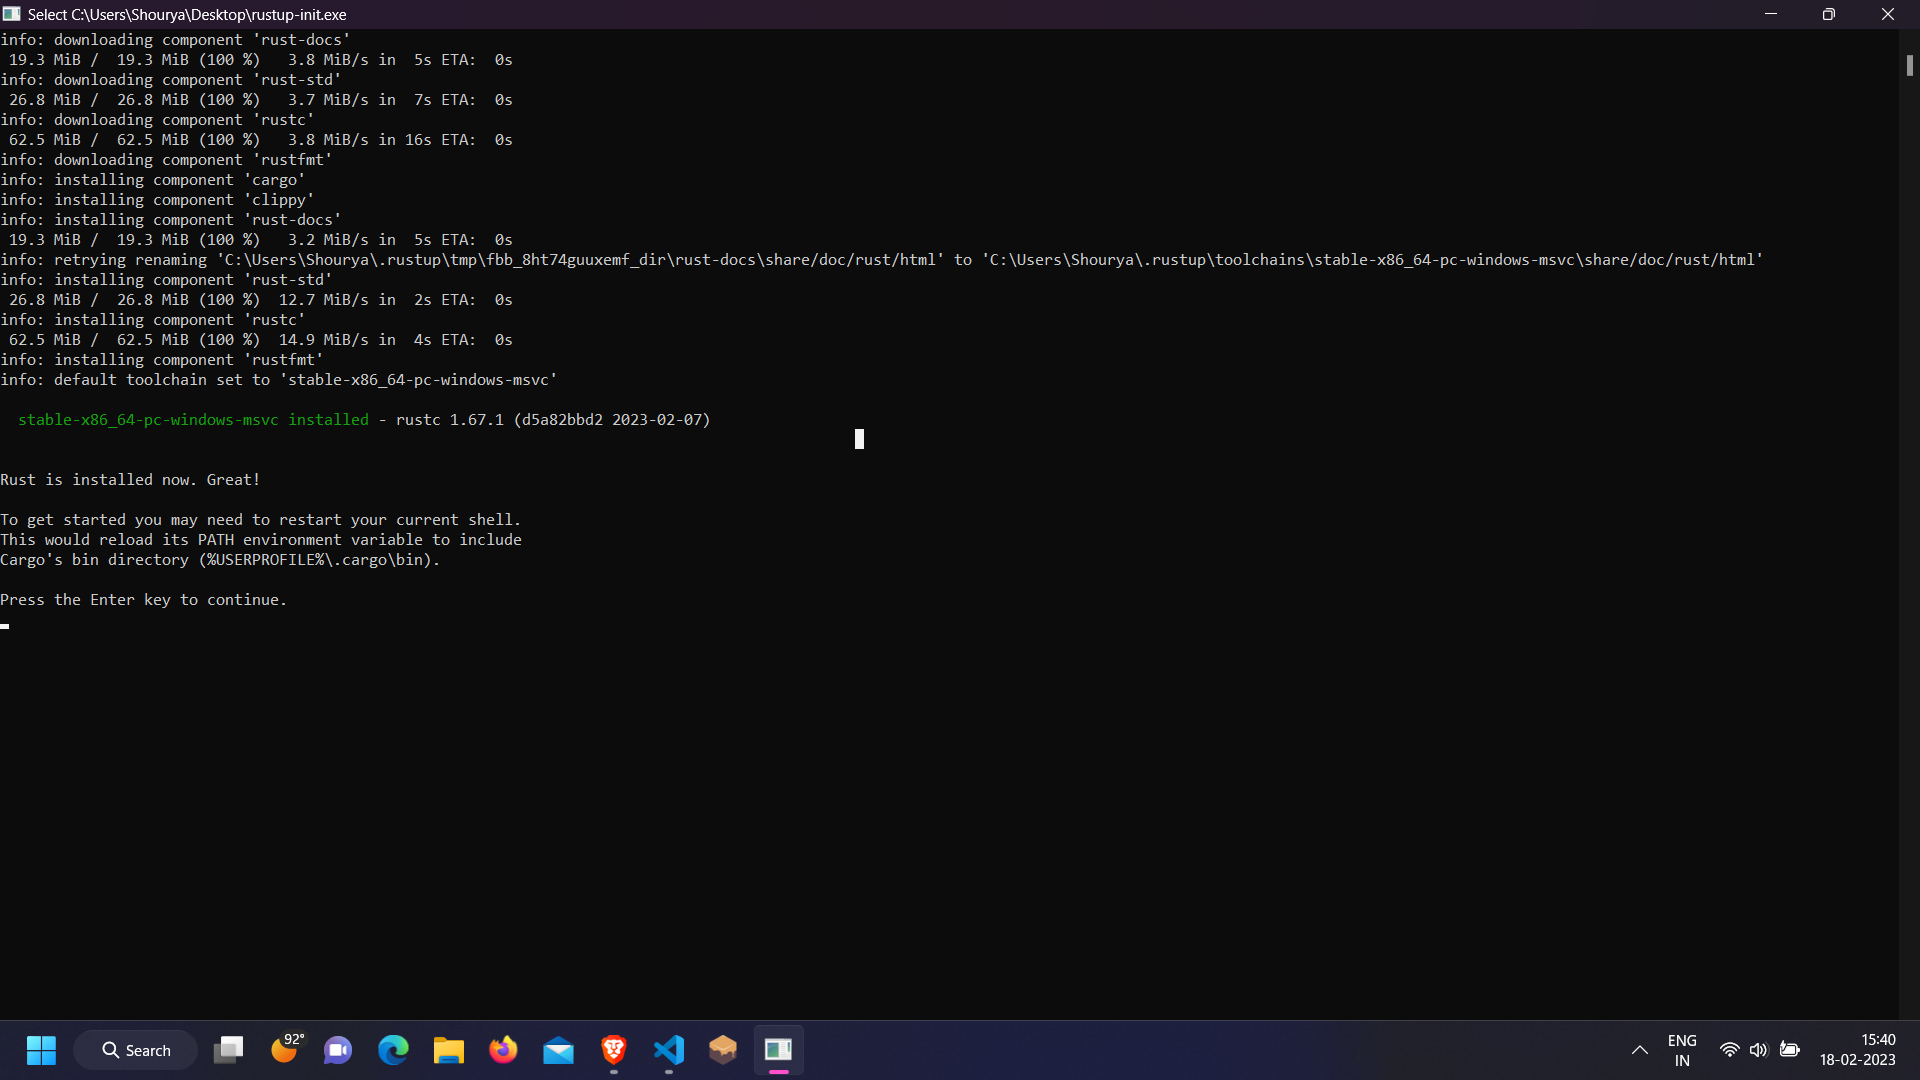 Select C:\Users\Shourya\Desktop\rustup-init.exe
info: downloading component 'rust-docs'
 19.3 MiB /  19.3 MiB (100 %)   3.8 MiB/s in  5s ETA:  0s
info: downloading component 'rust-std'
 26.8 MiB /  26.8 MiB (100 %)   3.7 MiB/s in  7s ETA:  0s
info: downloading component 'rustc'
 62.5 MiB /  62.5 MiB (100 %)   3.8 MiB/s in 16s ETA:  0s
info: downloading component 'rustfmt'
info: installing component 'cargo'
info: installing component 'clippy'
info: installing component 'rust-docs'
 19.3 MiB /  19.3 MiB (100 %)   3.2 MiB/s in  5s ETA:  0s
info: retrying renaming 'C:\Users\Shourya\.rustup\tmp\fbb_8ht74guuxemf_dir\rust-docs\share/doc/rust/html' to 'C:\Users\Shourya\.rustup\toolchains\stable-x86_64-pc-windows-msvc\share/doc/rust/html'
info: installing component 'rust-std'
 26.8 MiB /  26.8 MiB (100 %)  12.7 MiB/s in  2s ETA:  0s
info: installing component 'rustc'
 62.5 MiB /  62.5 MiB (100 %)  14.9 MiB/s in  4s ETA:  0s
info: installing component 'rustfmt'
info: default toolchain set to 'stable-x86_64-pc-windows-msvc'
  stable-x86_64-pc-windows-msvc installed - rustc 1.67.1 (d5a82bbd2 2023-02-07)
Rust is installed now. Great!
To get started you may need to restart your current shell.
This would reload its PATH environment variable to include
Cargo's bin directory (%USERPROFILE%\.cargo\bin).
Press the Enter key to continue.
Search
92°
ENG
IN
15:40
18-02-2023